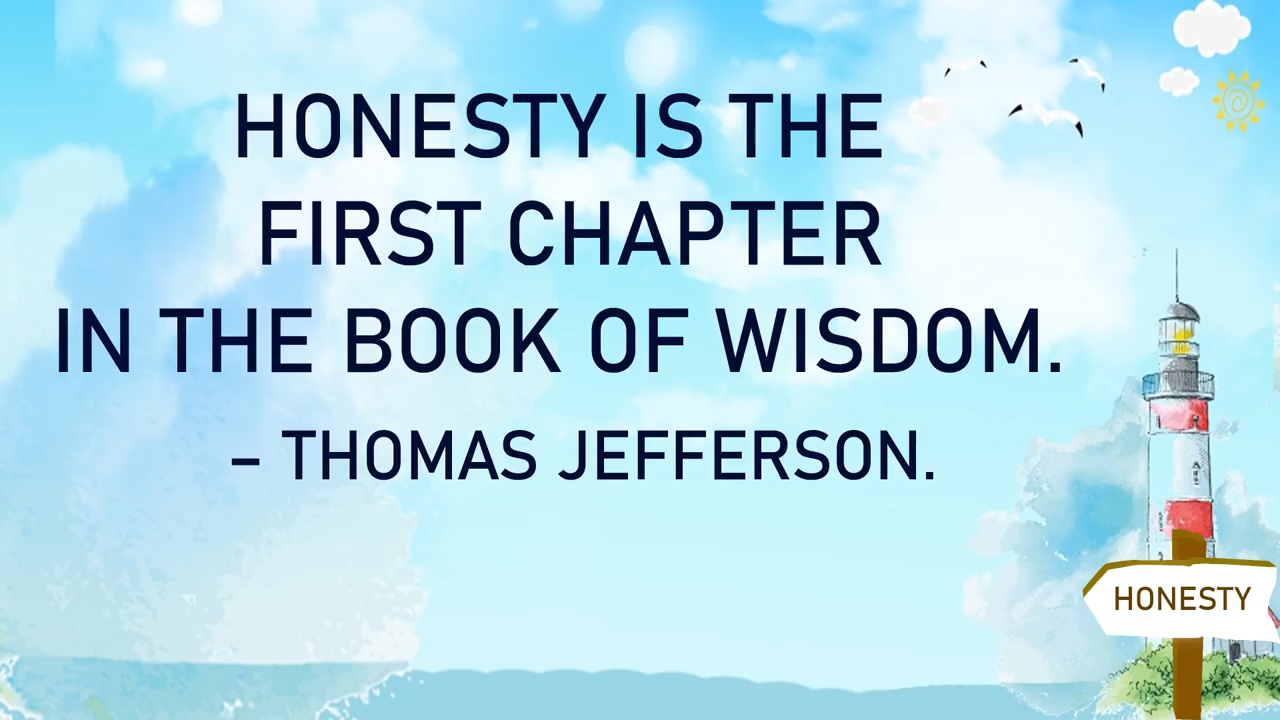 HONESTY IS THE
FIRST CHAPTER
IN THE BOOK OF WISDOM.
– THOMAS JEFFERSON.
HONESTY